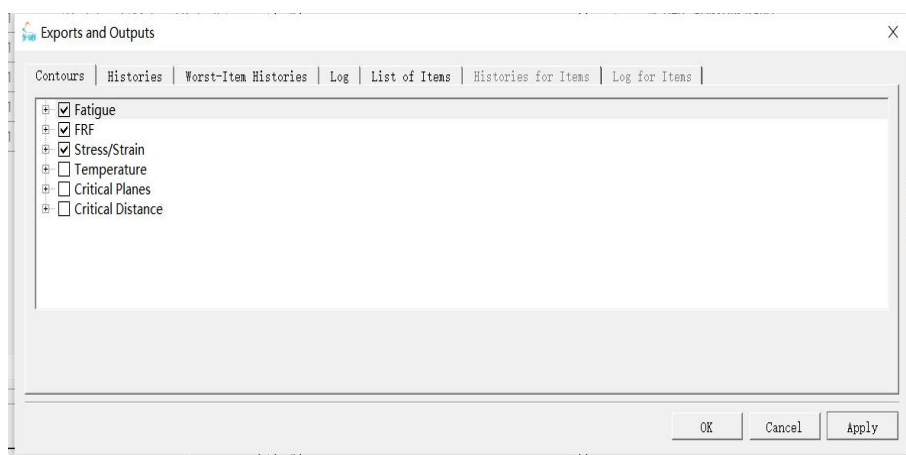 Exports and Outputs
Contours Histories Worst-Item Histories Log List of Items Histories for Items Log for Items
Fatigue
FRF
Stress/Strain
Temperature
Critical Planes
Critical Distance
OK Cancel Apply